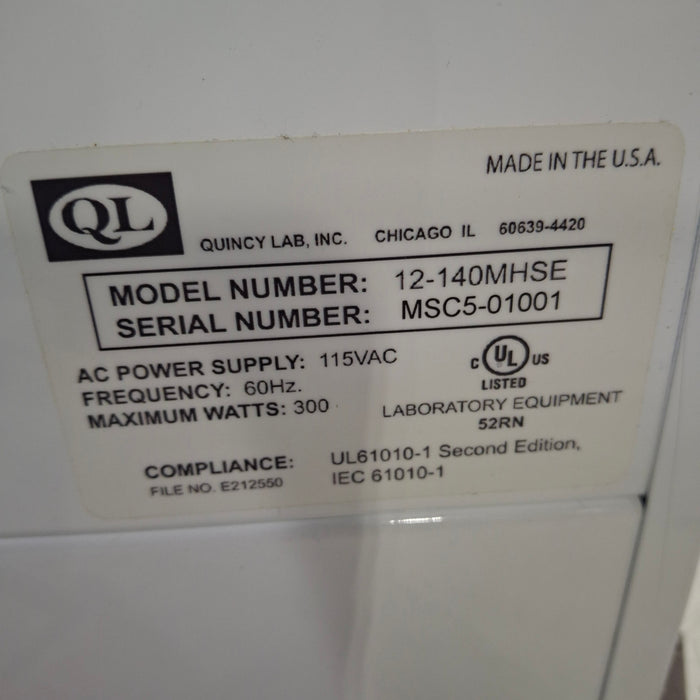 MADE IN THE U.S.A.
QL
QUINCY LAB, INC. CHICAGO IL 60639-4420
MODEL NUMBER: 12-140MHSE
SERIAL NUMBER: MSC5-01001
AC POWER SUPPLY: 115VAC
FREQUENCY: 60Hz.
MAXIMUM WATTS: 300
C UL US
LISTED
LABORATORY EQUIPMENT
52RN
COMPLIANCE: UL61010-1 Second Edition,
FILE NO. E212550 IEC 61010-1